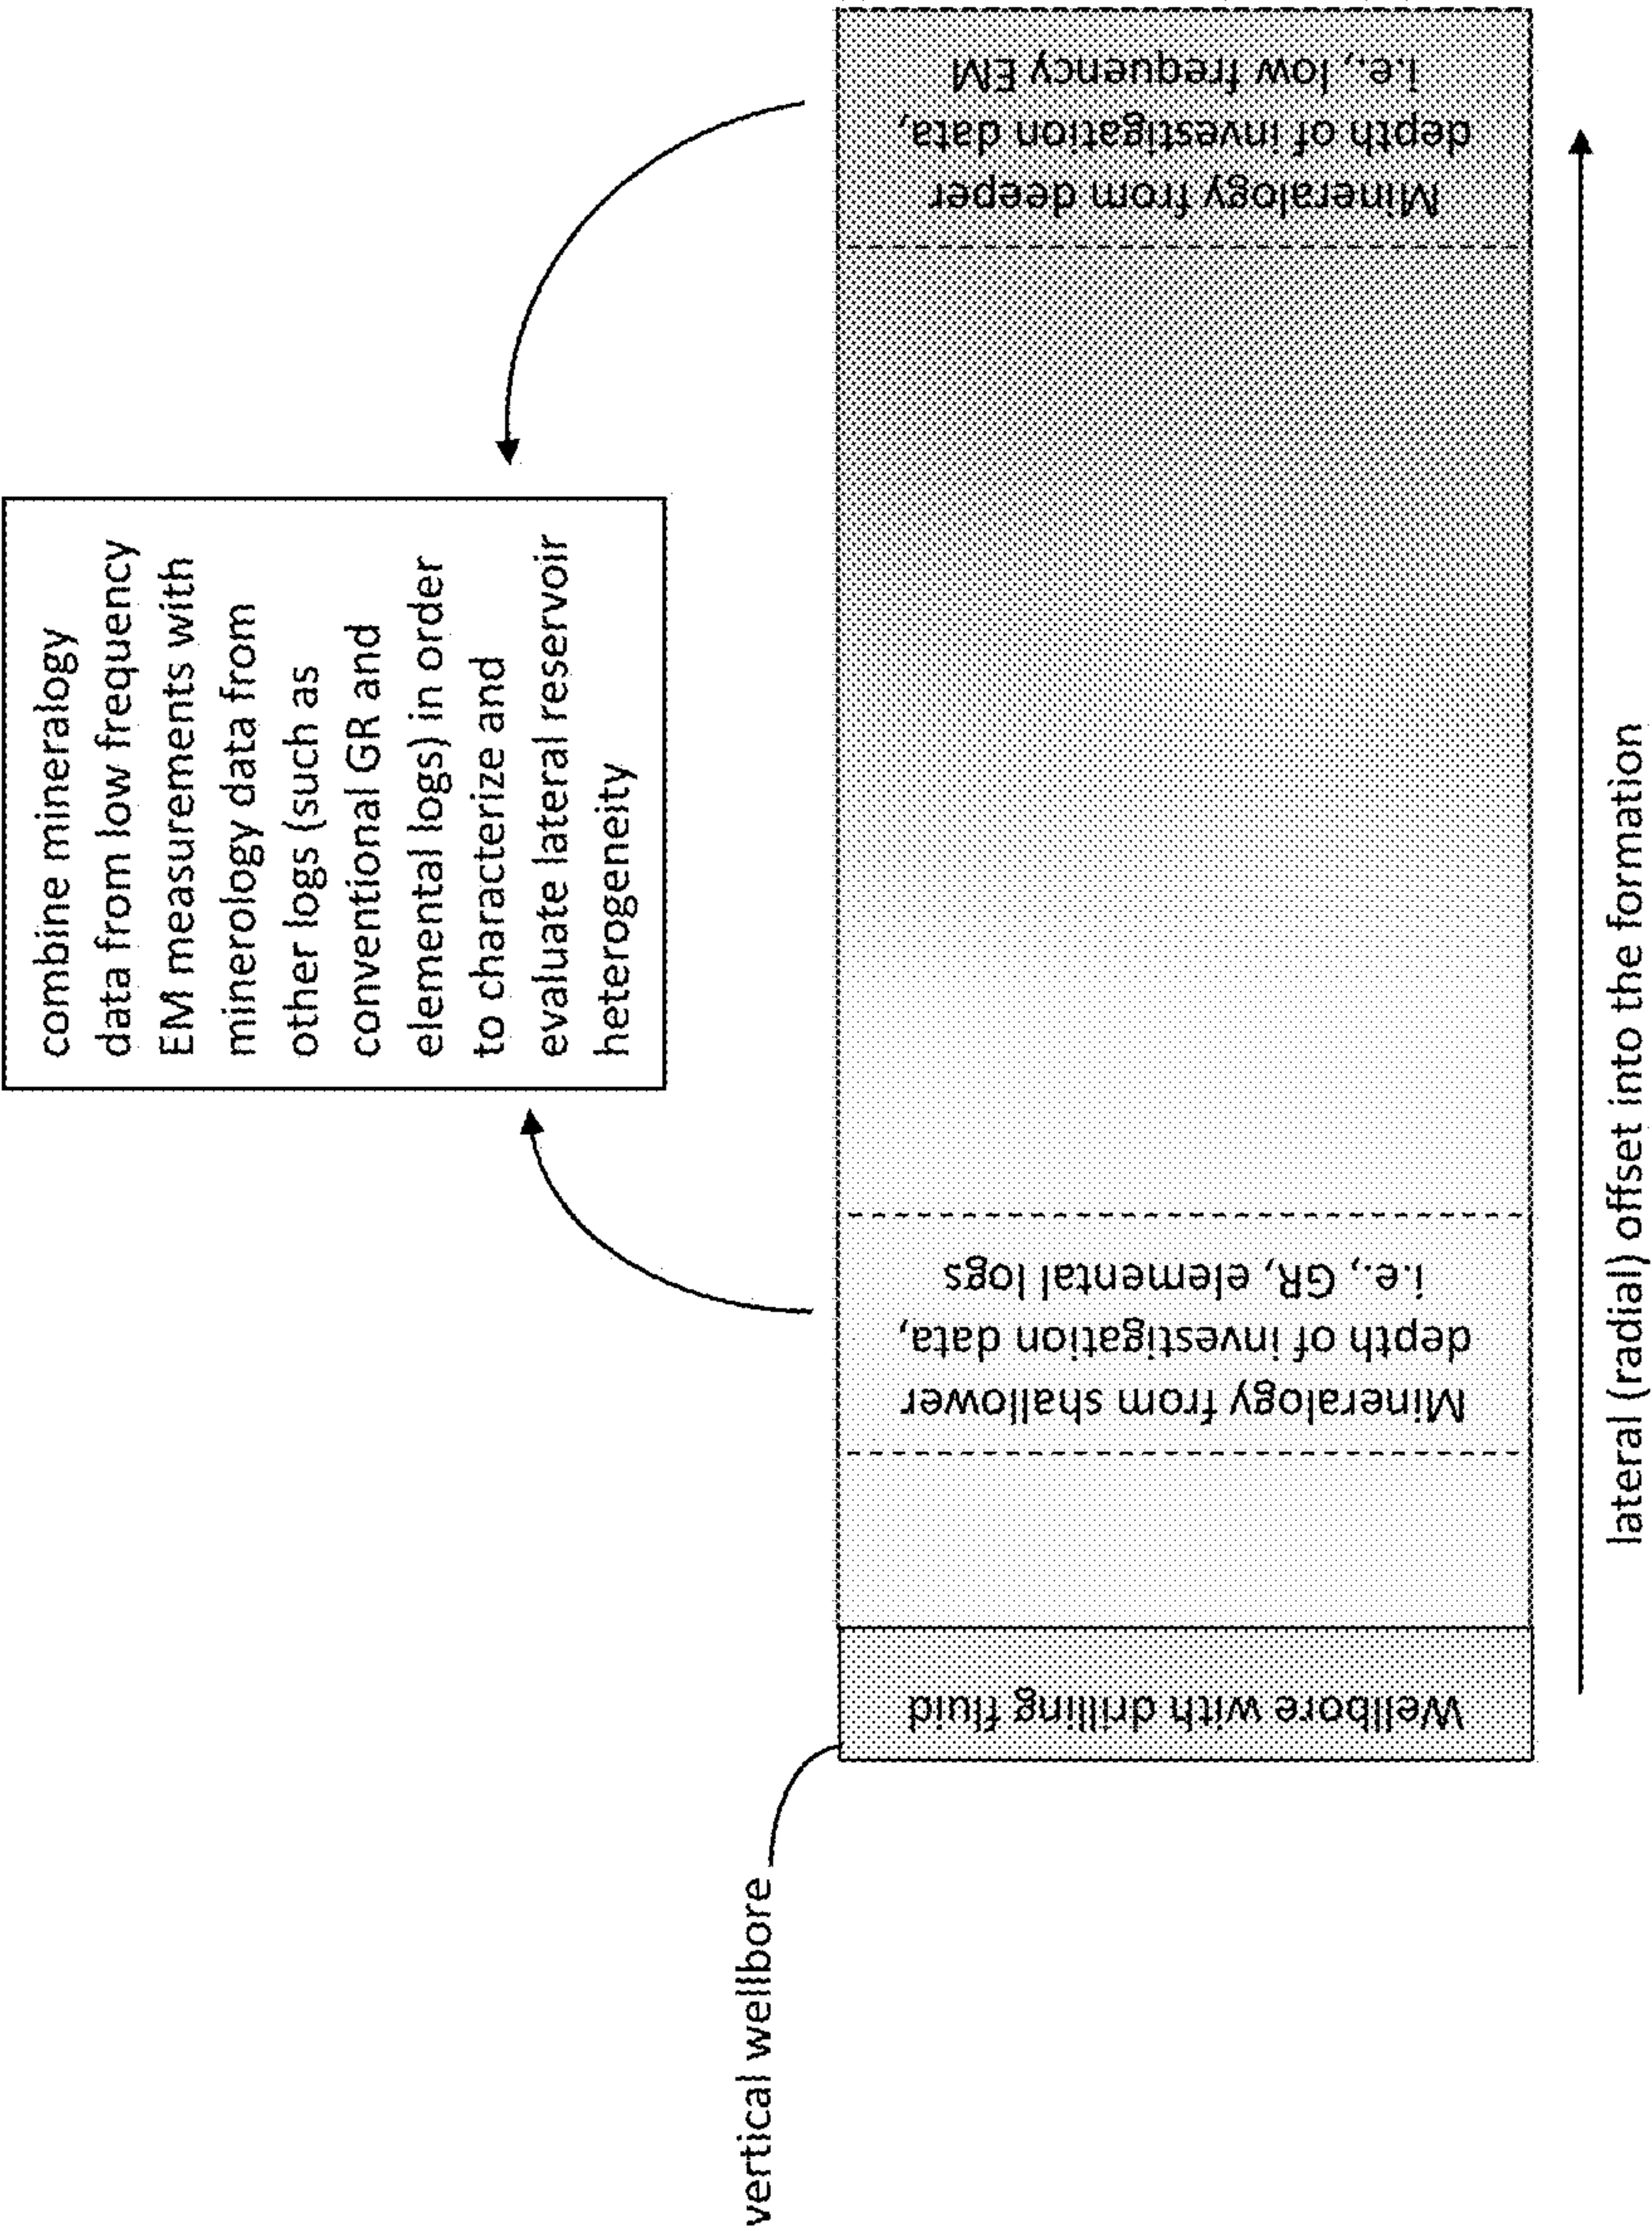 combine mineralogy
data from low frequency
EM measurements with
minerology data from
other logs (such as
conventional GR and
elemental logs) in order
to characterize and
evaluate lateral reservoir
heterogeneity
vertical wellbore
Wellbore with drilling fluid
Mineralogy from shallower
depth of investigation data,
i.e., GR, elemental logs
Mineralogy from deeper
depth of investigation data,
i.e., low frequency EM
lateral (radial) offset into the formation